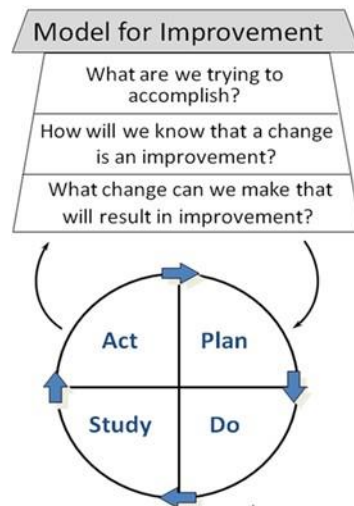 Model for Improvement
What are we trying to
accomplish?
How will we know that a change
is an improvement?
What change can we make that
will result in improvement?
Act
Plan
Study
Do